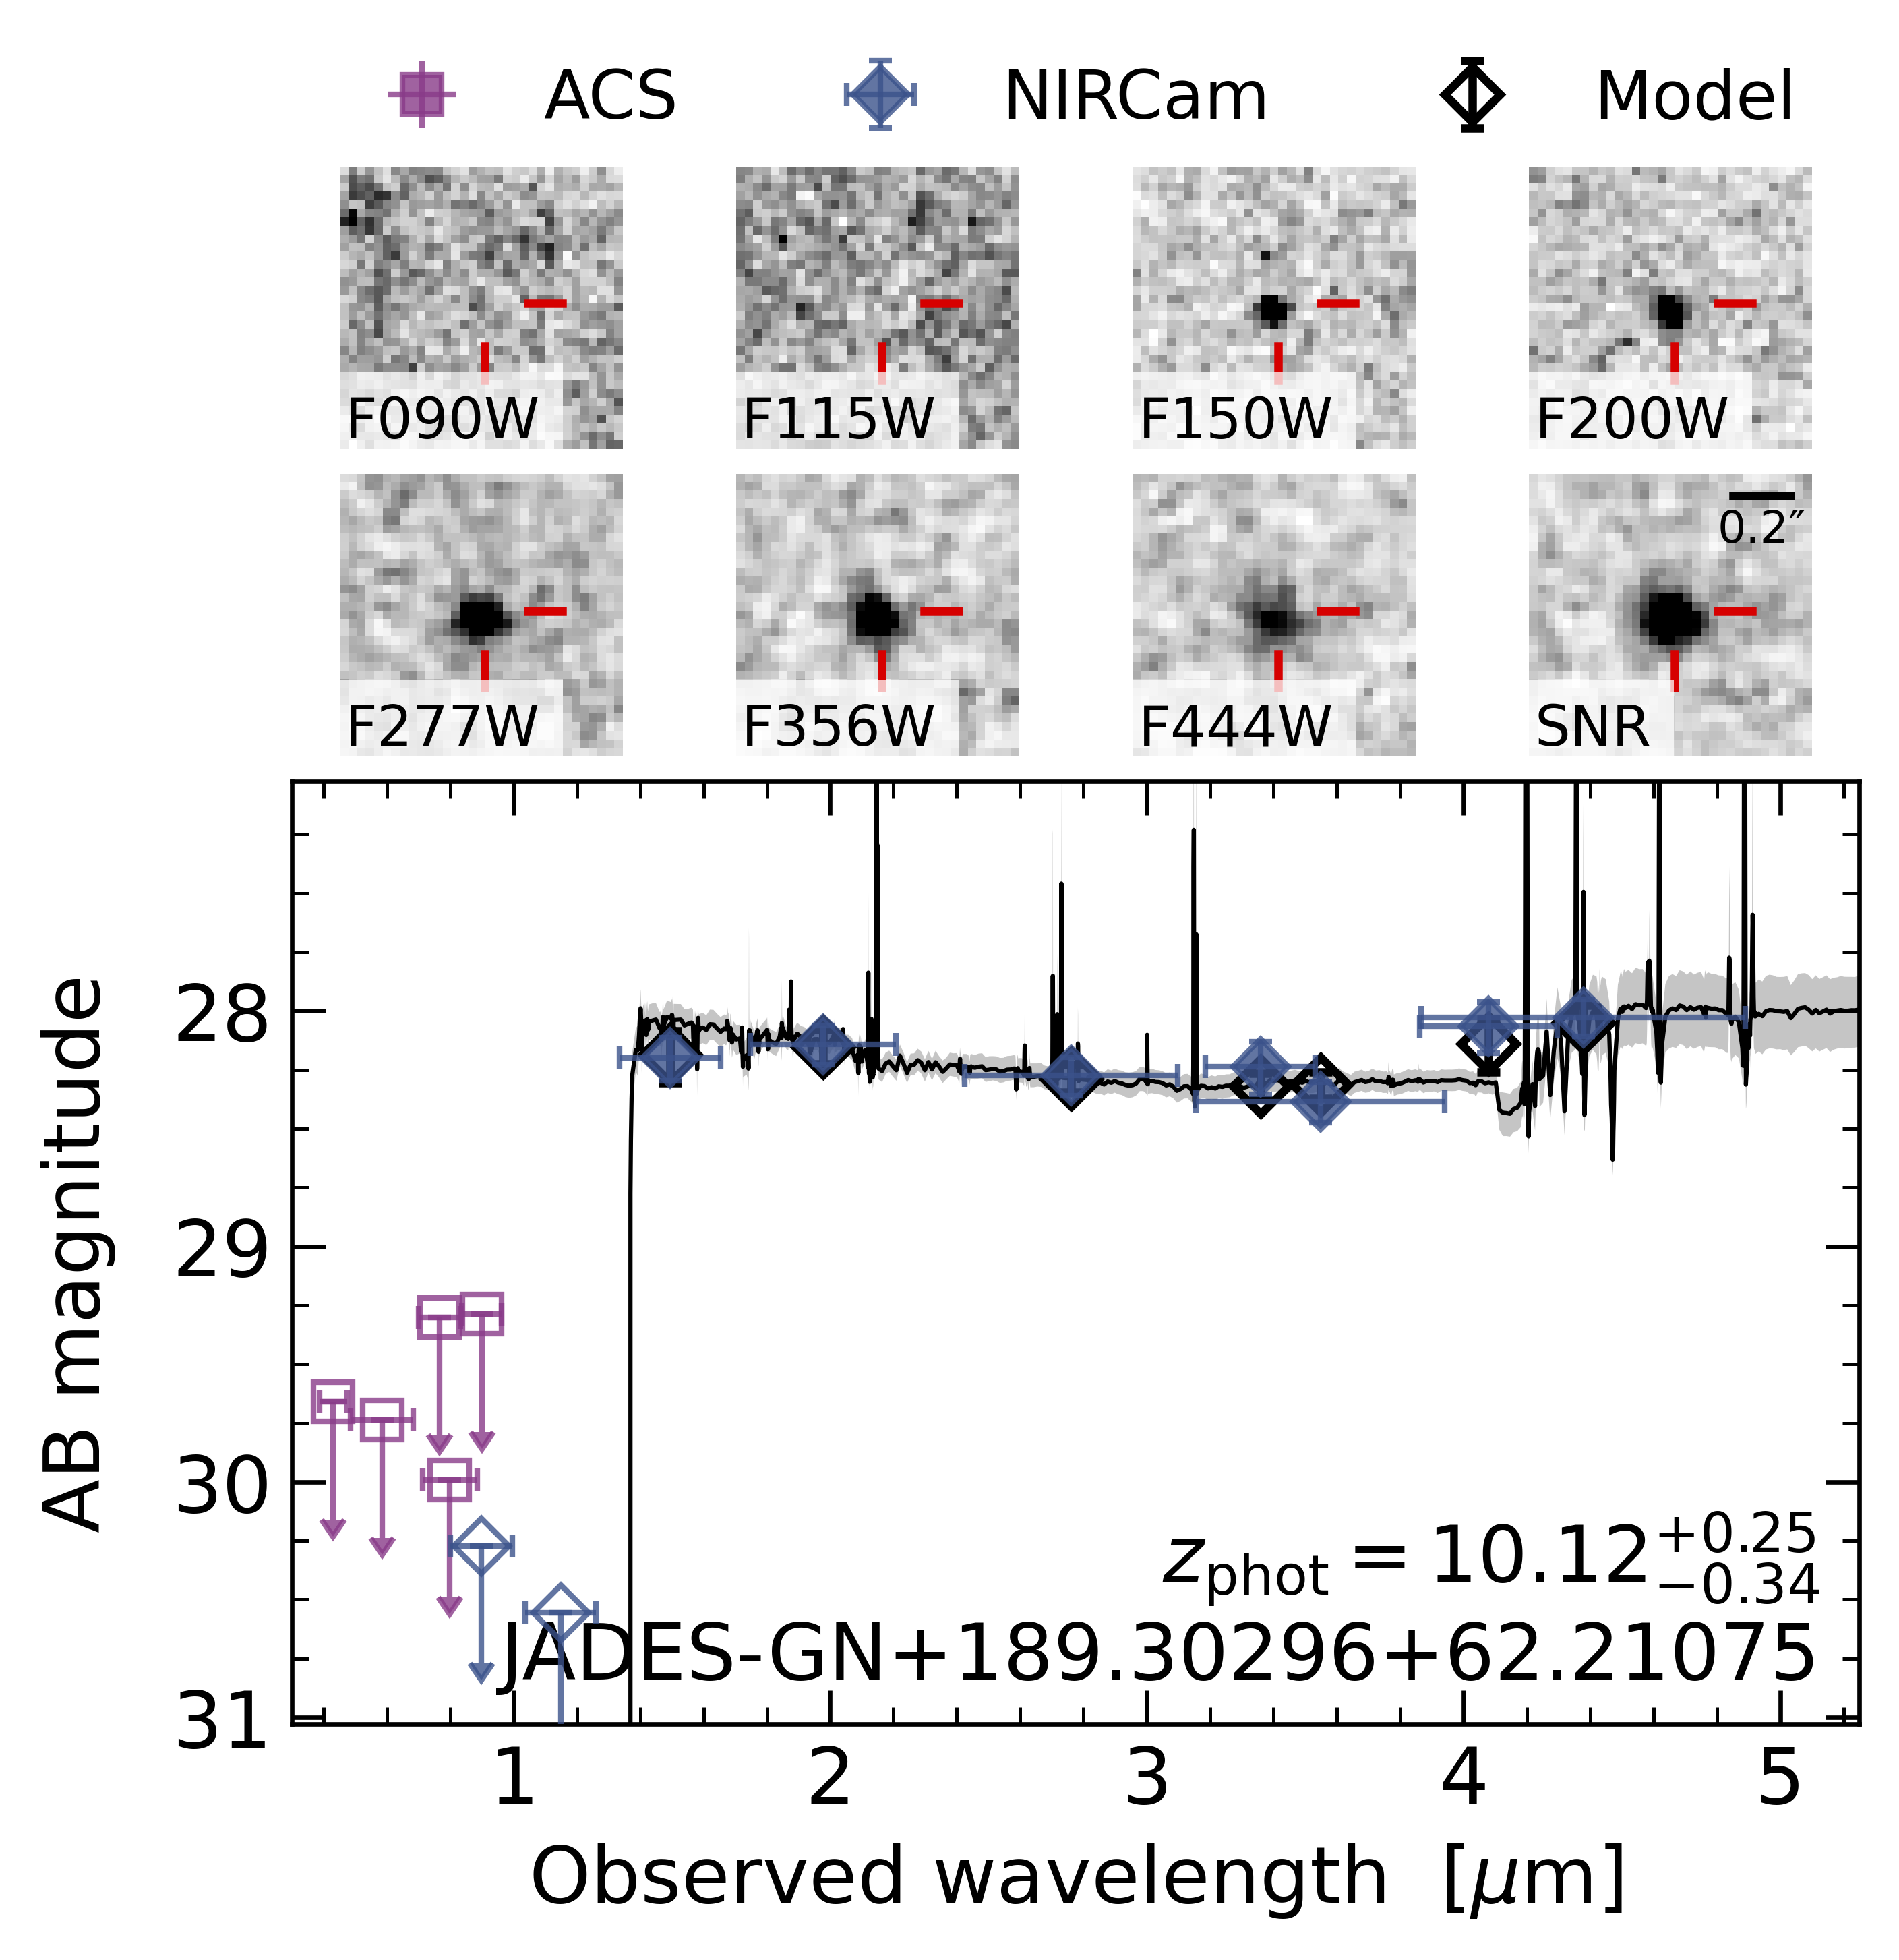 ACS NIRCam Model
F090W F115W F150W F200W
0.2″
F277W F356W F444W SNR
AB magnitude
28
29
30
31
z_phot = 10.12^{+0.25}_{−0.34}
JADES-GN+189.30296+62.21075
1 2 3 4 5
Observed wavelength [μm]